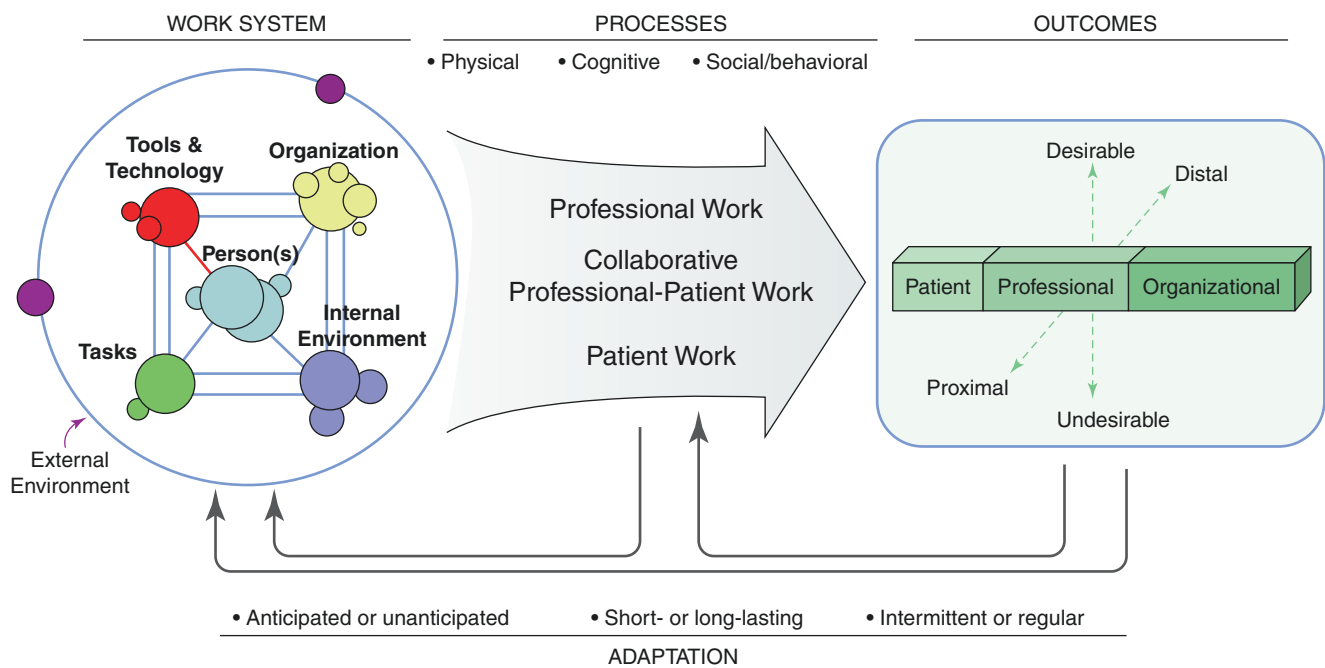 WORK SYSTEM
PROCESSES
OUTCOMES
• Physical
• Cognitive
• Social/behavioral
Tools &
Technology
Organization
Person(s)
Internal
Environment
Tasks
External
Environment
Professional Work
Collaborative
Professional-Patient Work
Patient Work
Desirable
Distal
Patient
Professional
Organizational
Proximal
Undesirable
• Anticipated or unanticipated
• Short- or long-lasting
• Intermittent or regular
ADAPTATION